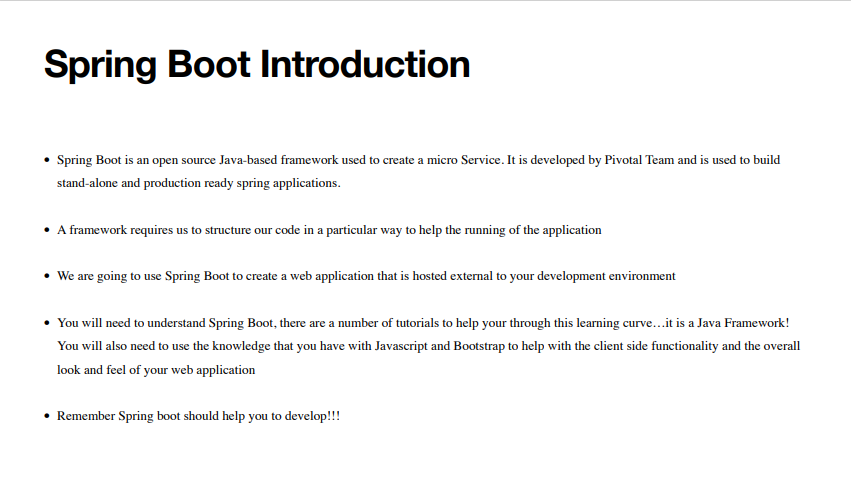 Spring Boot Introduction
• Spring Boot is an open source Java-based framework used to create a micro Service. It is developed by Pivotal Team and is used to build
stand-alone and production ready spring applications.
• A framework requires us to structure our code in a particular way to help the running of the application
• We are going to use Spring Boot to create a web application that is hosted external to your development environment
• You will need to understand Spring Boot, there are a number of tutorials to help your through this learning curve…it is a Java Framework!
You will also need to use the knowledge that you have with Javascript and Bootstrap to help with the client side functionality and the overall
look and feel of your web application
• Remember Spring boot should help you to develop!!!